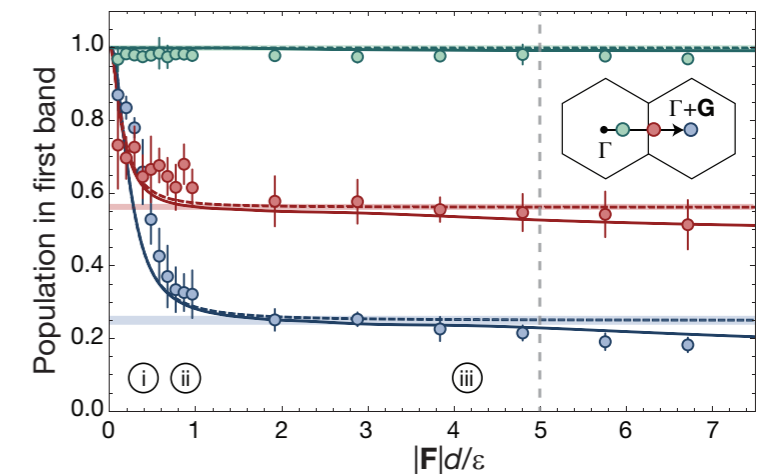 Population in first band
1.0
0.8
0.6
0.4
0.2
0.0
Γ+G
Γ
i ii iii
0 1 2 3 4 5 6 7
|F|d/ε